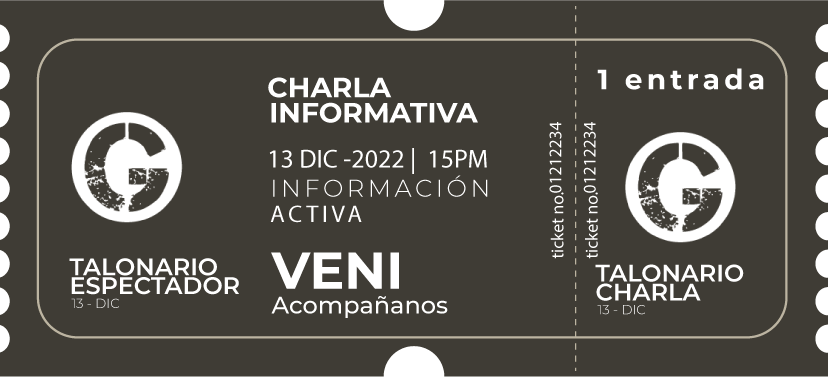 G
TALONARIO
ESPECTADOR
13 - DIC
CHARLA
INFORMATIVA
13 DIC -2022 | 15PM
INFORMACIÓN
ACTIVA
VENI
Acompañanos
ticket no.01212234
ticket no.01212234
1 entrada
G
TALONARIO
CHARLA
13 - DIC